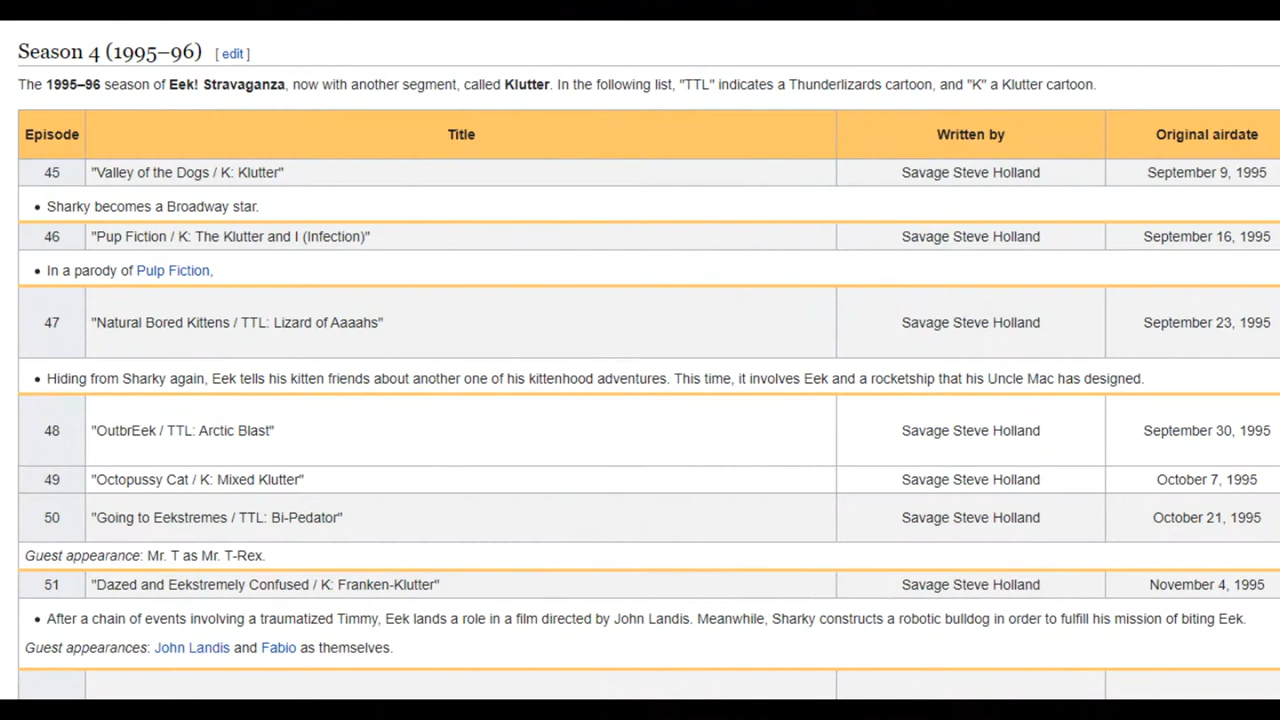 Season 4 (1995–96) [ edit ]
The 1995–96 season of Eek! Stravaganza, now with another segment, called Klutter. In the following list, "TTL" indicates a Thunderlizards cartoon, and "K" a Klutter cartoon.
Episode Title Written by Original airdate
45 "Valley of the Dogs / K: Klutter" Savage Steve Holland September 9, 1995
• Sharky becomes a Broadway star.
46 "Pup Fiction / K: The Klutter and I (Infection)" Savage Steve Holland September 16, 1995
• In a parody of Pulp Fiction,
47 "Natural Bored Kittens / TTL: Lizard of Aaaahs" Savage Steve Holland September 23, 1995
• Hiding from Sharky again, Eek tells his kitten friends about another one of his kittenhood adventures. This time, it involves Eek and a rocketship that his Uncle Mac has designed.
48 "OutbrEek / TTL: Arctic Blast" Savage Steve Holland September 30, 1995
49 "Octopussy Cat / K: Mixed Klutter" Savage Steve Holland October 7, 1995
50 "Going to Eekstremes / TTL: Bi-Pedator" Savage Steve Holland October 21, 1995
Guest appearance: Mr. T as Mr. T-Rex.
51 "Dazed and Eekstremely Confused / K: Franken-Klutter" Savage Steve Holland November 4, 1995
• After a chain of events involving a traumatized Timmy, Eek lands a role in a film directed by John Landis. Meanwhile, Sharky constructs a robotic bulldog in order to fulfill his mission of biting Eek.
Guest appearances: John Landis and Fabio as themselves.